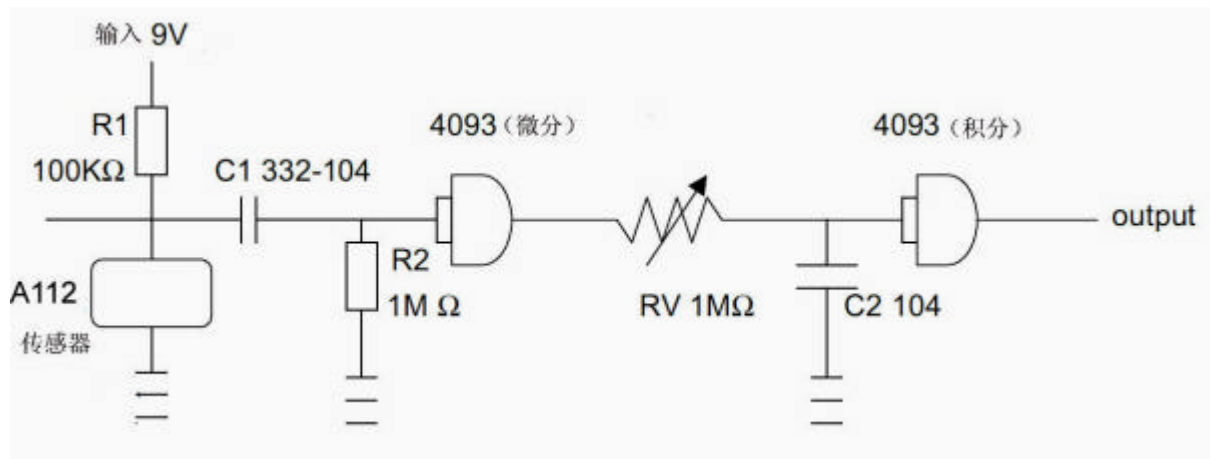 输入 9V
R1
100KΩ
A112
传感器
C1 332-104
R2
1M Ω
4093（微分）
RV 1MΩ
C2 104
4093（积分）
output